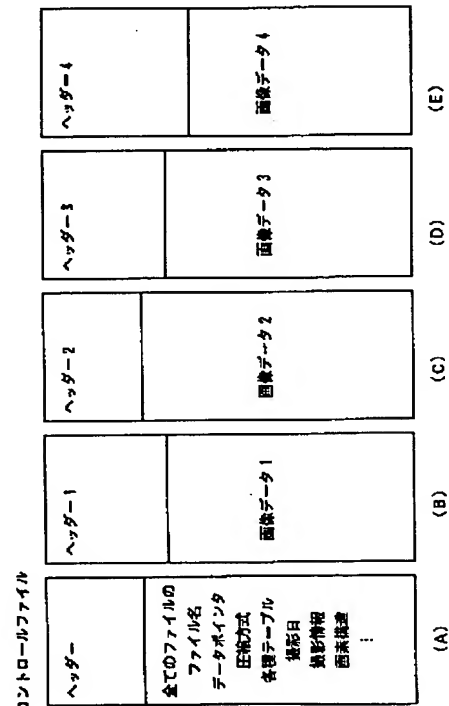 コントロールファイル
ヘッダー
全てのファイルの
ファイル名
データポインタ
圧縮方式
各種テーブル
撮影日
撮影情報
画素構造
⋮
(A)
ヘッダー1
画像データ1
(B)
ヘッダー2
画像データ2
(C)
ヘッダー3
画像データ3
(D)
ヘッダー4
画像データ4
(E)